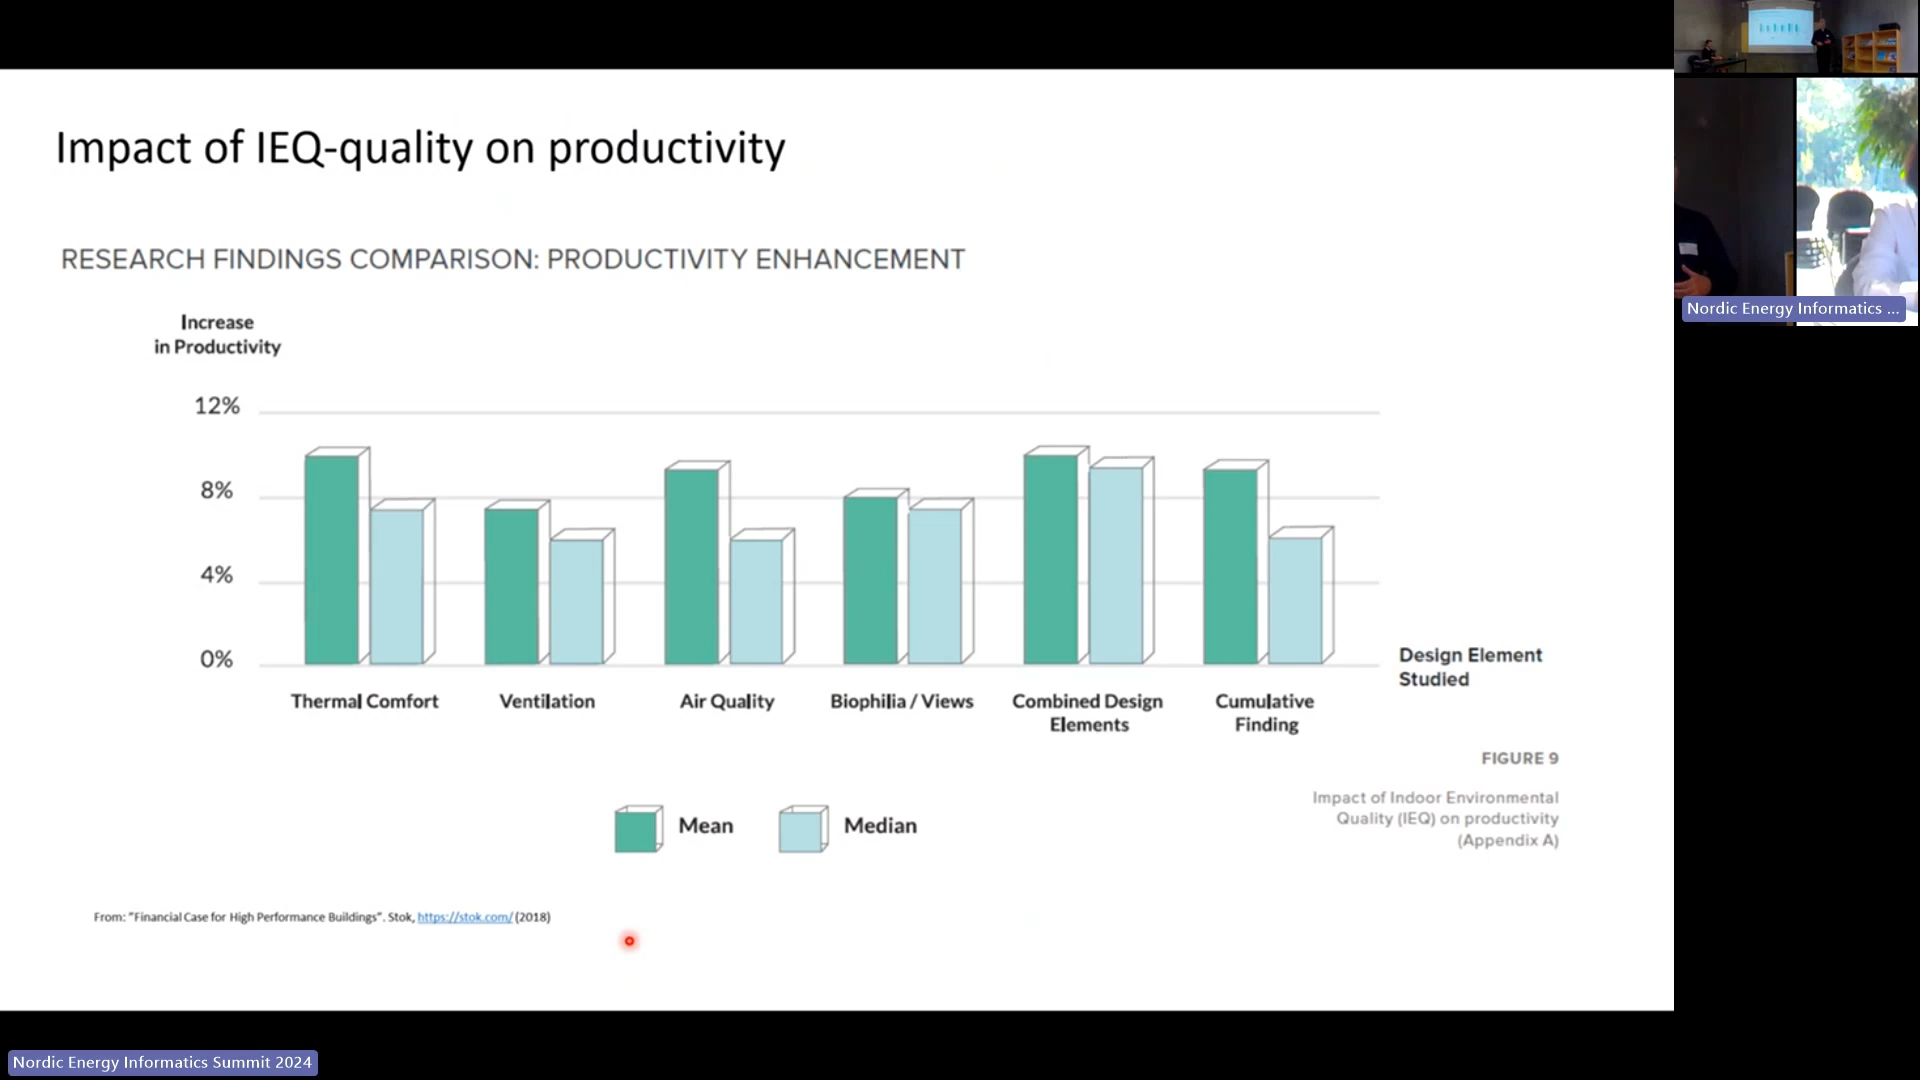 Impact of IEQ-quality on productivity
RESEARCH FINDINGS COMPARISON: PRODUCTIVITY ENHANCEMENT
Increase
in Productivity
12%
8%
4%
0%
Thermal Comfort
Ventilation
Air Quality
Biophilia / Views
Combined Design
Elements
Cumulative
Finding
Design Element
Studied
FIGURE 9
Impact of Indoor Environmental
Quality (IEQ) on productivity
(Appendix A)
Mean
Median
From: "Financial Case for High Performance Buildings". Stok, https://stok.com/ (2018)
Nordic Energy Informatics ...
Nordic Energy Informatics Summit 2024